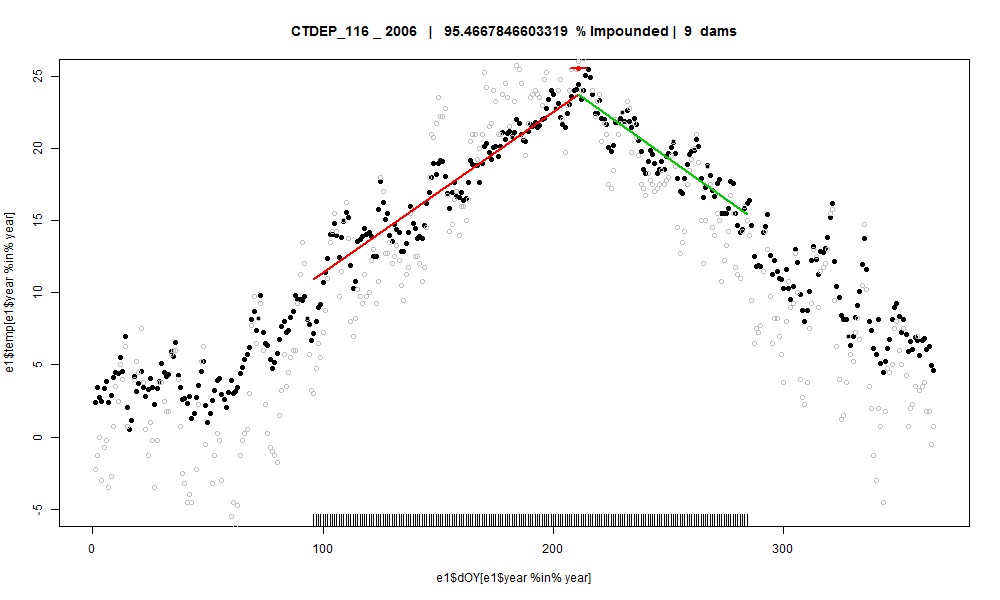 CTDEP_116 _ 2006 | 95.4667846603319 % Impounded | 9 dams
25
20
15
10
5
0
-5
e1$temp[e1$year %in% year]
0 100 200 300
e1$dOY[e1$year %in% year]